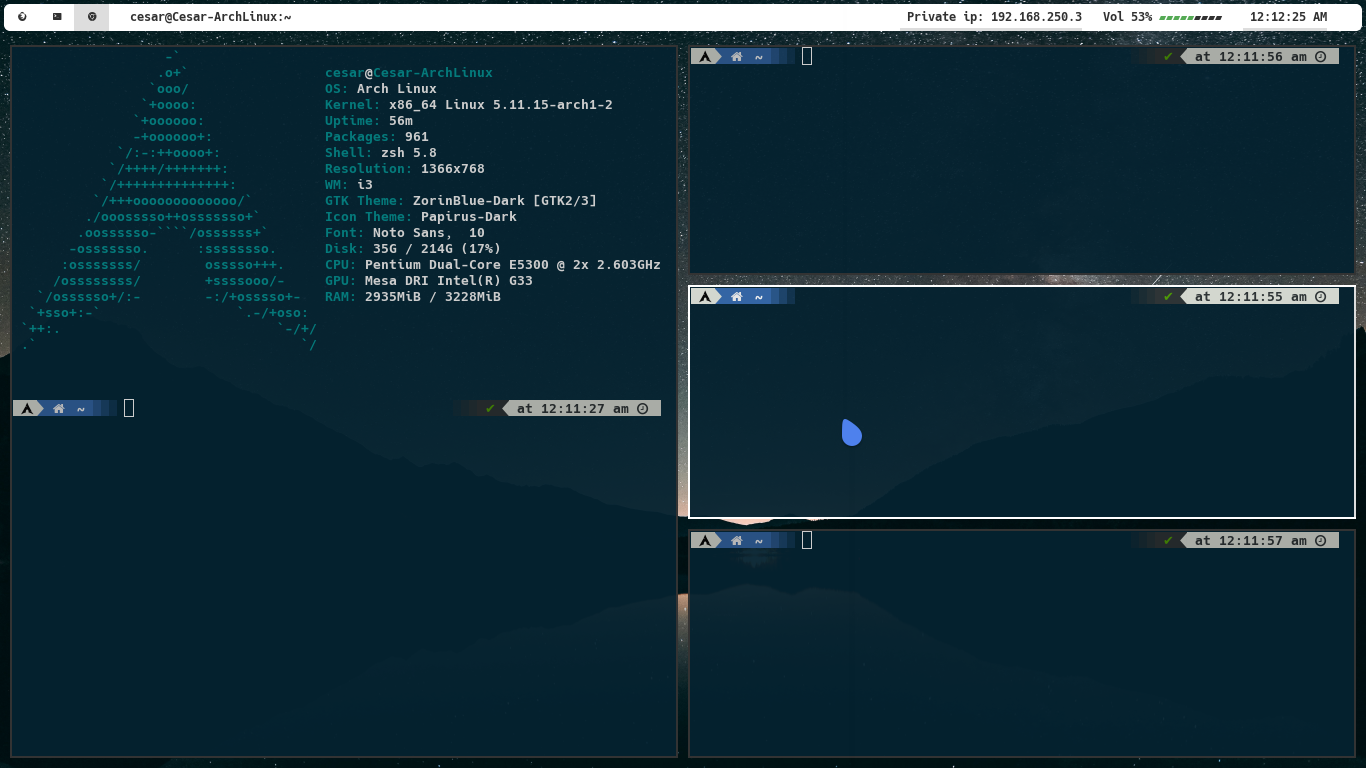 cesar@Cesar-ArchLinux:~
Private ip: 192.168.250.3 Vol 53% 12:12:25 AM
-`
.o+`
`ooo/
`+oooo:
`+oooooo:
-+oooooo+:
`/:-:++oooo+:
`/++++/+++++++:
`/++++++++++++++:
`/+++ooooooooooooo/`
./ooosssso++osssssso+`
.oossssso-````/ossssss+`
-osssssso. :ssssssso.
:osssssss/ osssso+++.
/ossssssss/ +ssssooo/-
`/ossssso+/:- -:/+osssso+-
`+sso+:-` `.-/+oso:
`++:. `-/+/
.` `/
cesar@Cesar-ArchLinux
OS: Arch Linux
Kernel: x86_64 Linux 5.11.15-arch1-2
Uptime: 56m
Packages: 961
Shell: zsh 5.8
Resolution: 1366x768
WM: i3
GTK Theme: ZorinBlue-Dark [GTK2/3]
Icon Theme: Papirus-Dark
Font: Noto Sans,  10
Disk: 35G / 214G (17%)
CPU: Pentium Dual-Core E5300 @ 2x 2.603GHz
GPU: Mesa DRI Intel(R) G33
RAM: 2935MiB / 3228MiB
~ ✔ at 12:11:27 am
~ ✔ at 12:11:56 am
~ ✔ at 12:11:55 am
~ ✔ at 12:11:57 am